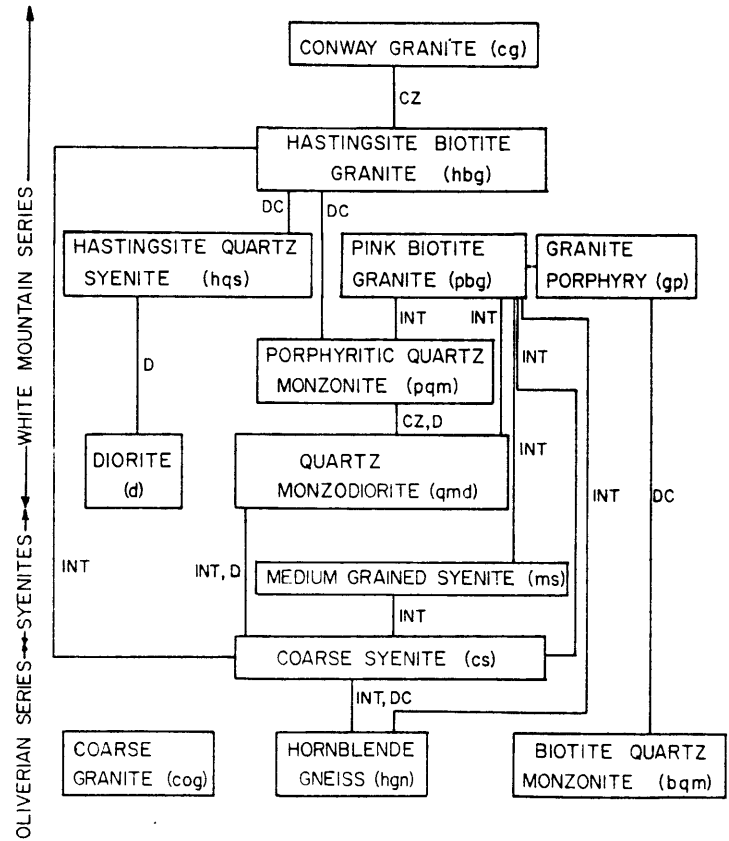 CONWAY GRANITE (cg)
CZ
HASTINGSITE BIOTITE
GRANITE (hbg)
DC
DC
HASTINGSITE QUARTZ
SYENITE (hqs)
PINK BIOTITE
GRANITE (pbg)
GRANITE
PORPHYRY (gp)
INT
INT
D
PORPHYRITIC QUARTZ
MONZONITE (pqm)
INT
CZ, D
DIORITE
(d)
QUARTZ
MONZODIORITE (qmd)
INT
INT
DC
INT
INT, D
MEDIUM GRAINED SYENITE (ms)
INT
COARSE SYENITE (cs)
INT, DC
COARSE
GRANITE (cog)
HORNBLENDE
GNEISS (hgn)
BIOTITE QUARTZ
MONZONITE (bqm)
OLIVERIAN SERIES
SYENITES
WHITE MOUNTAIN SERIES